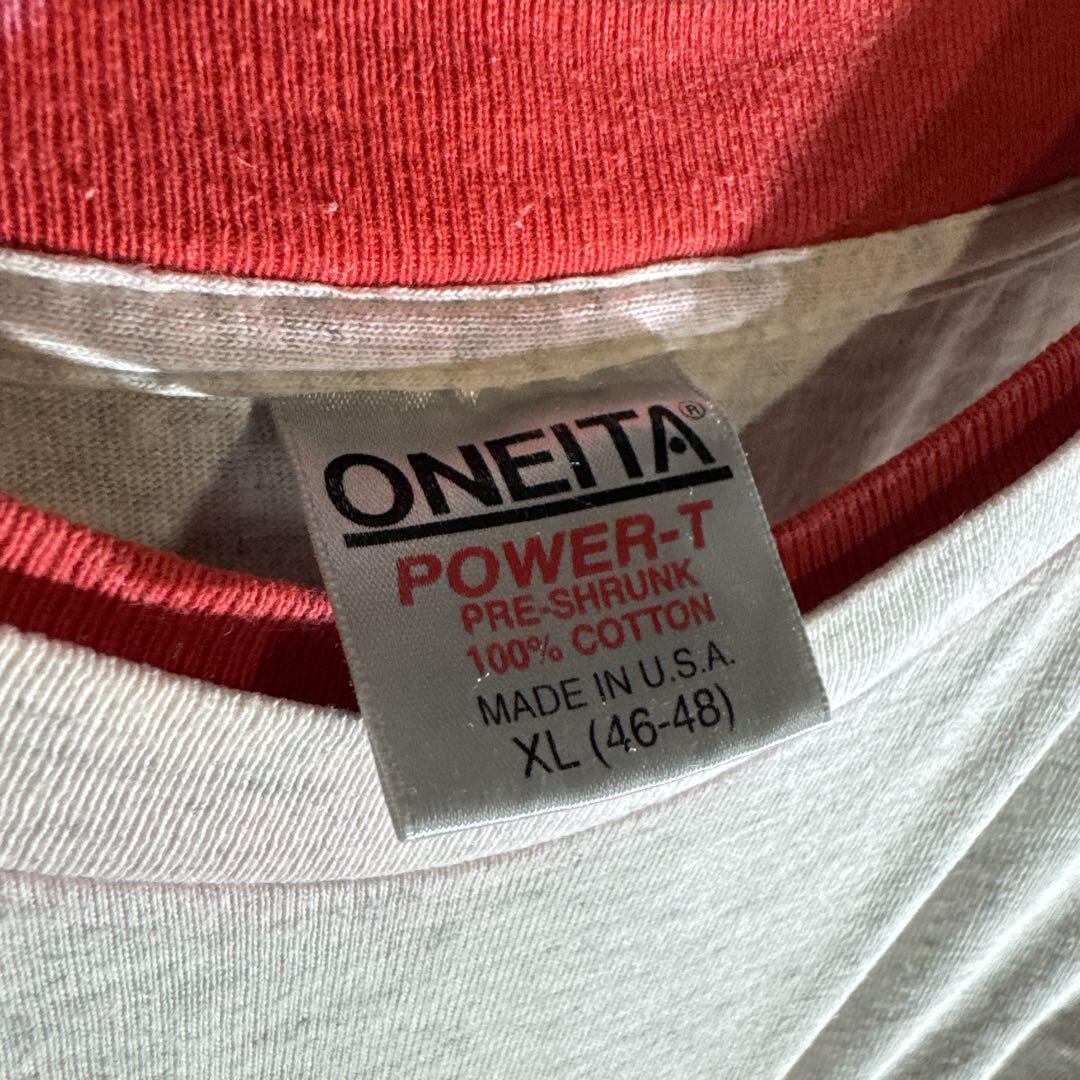 ONEITA®
POWER-T
PRE-SHRUNK
100% COTTON
MADE IN U.S.A.
XL (46-48)